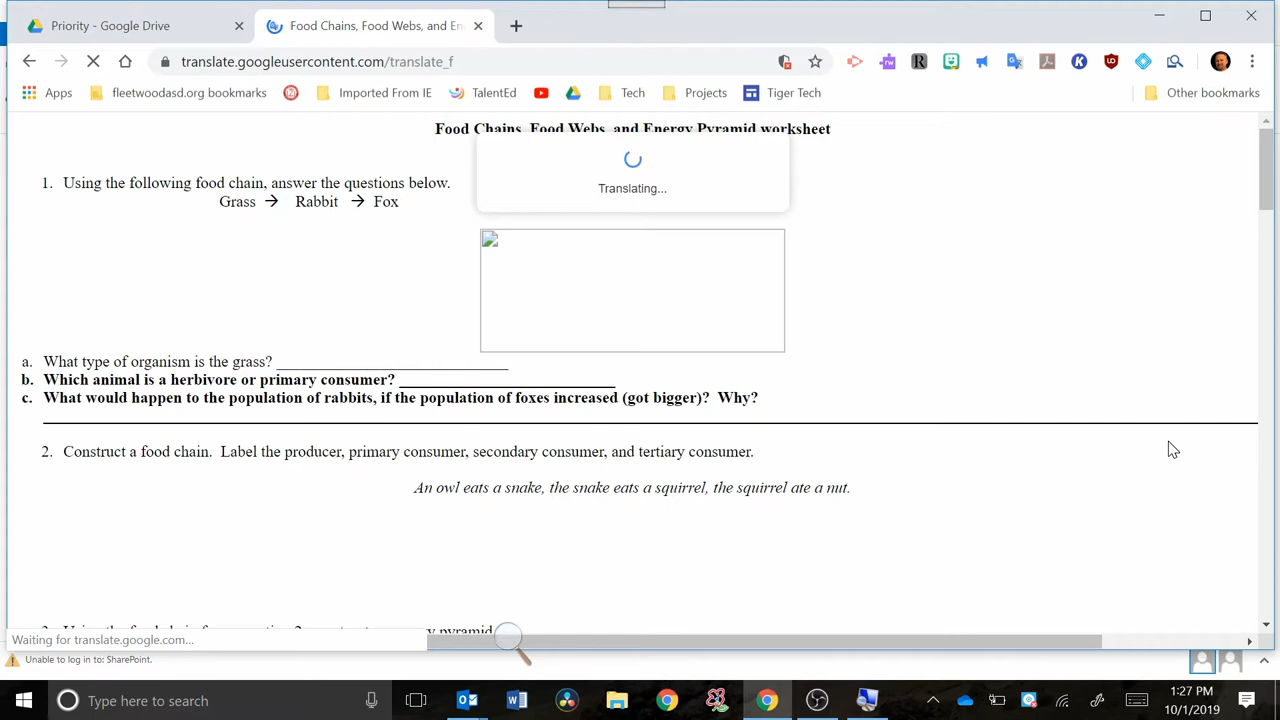 Priority - Google Drive
Food Chains, Food Webs, and En
translate.googleusercontent.com/translate_f
Apps fleetwoodasd.org bookmarks Imported From IE TalentEd Tech Projects Tiger Tech Other bookmarks
Food Chains, Food Webs, and Energy Pyramid worksheet
Translating...
1. Using the following food chain, answer the questions below.
Grass → Rabbit → Fox
a. What type of organism is the grass?
b. Which animal is a herbivore or primary consumer?
c. What would happen to the population of rabbits, if the population of foxes increased (got bigger)? Why?
2. Construct a food chain. Label the producer, primary consumer, secondary consumer, and tertiary consumer.
An owl eats a snake, the snake eats a squirrel, the squirrel ate a nut.
pyramid
Waiting for translate.google.com...
Unable to log in to: SharePoint.
Type here to search
1:27 PM
10/1/2019